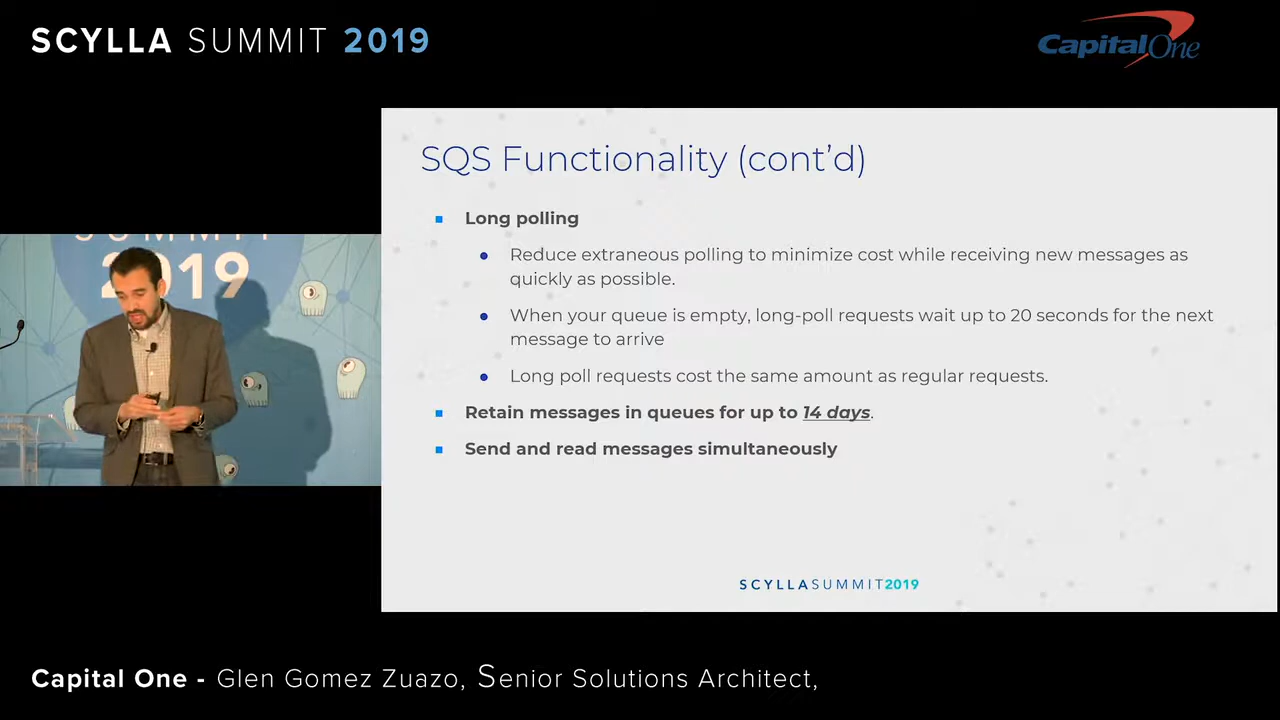 SCYLLA SUMMIT 2019
CapitalOne
SUMMIT
2019
SQS Functionality (cont’d)
Long polling
Reduce extraneous polling to minimize cost while receiving new messages as
quickly as possible.
When your queue is empty, long-poll requests wait up to 20 seconds for the next
message to arrive
Long poll requests cost the same amount as regular requests.
Retain messages in queues for up to 14 days.
Send and read messages simultaneously
SCYLLASUMMIT2019
Capital One - Glen Gomez Zuazo, Senior Solutions Architect,